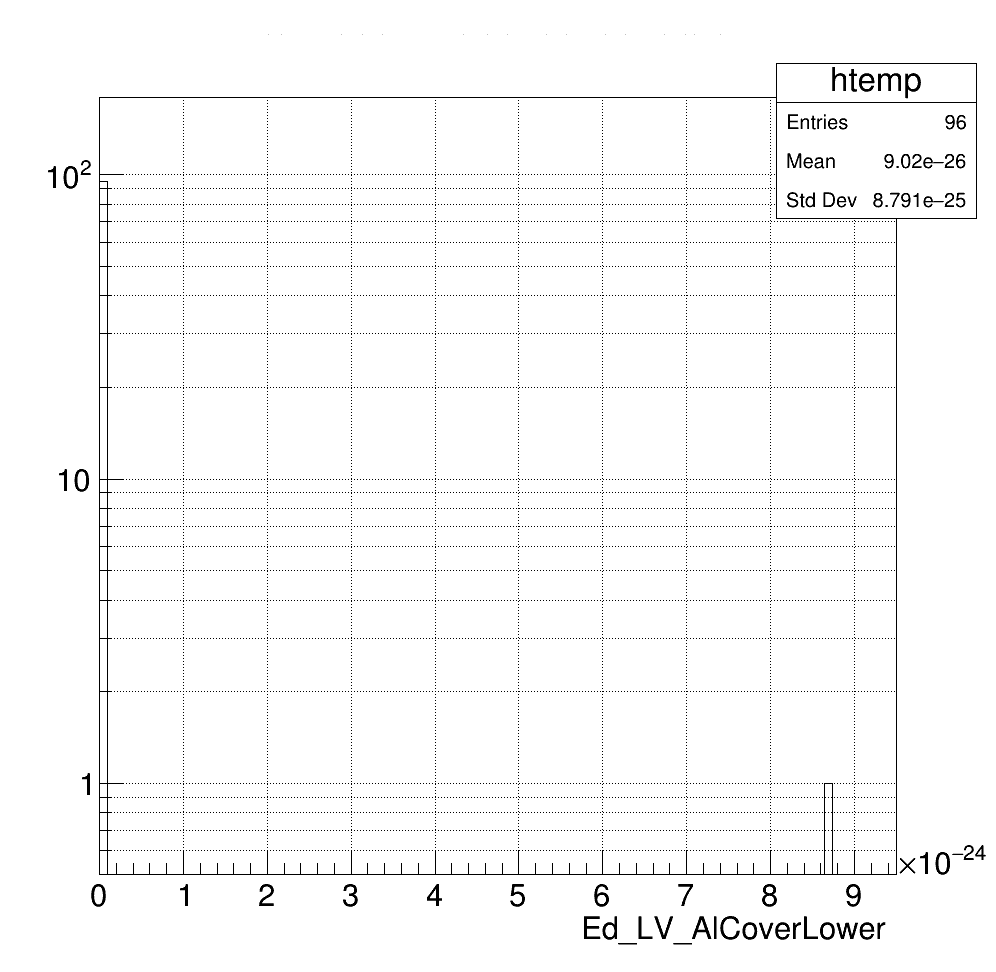 htemp
Entries 96
Mean 9.02e−26
Std Dev 8.791e−25
10²
10
1
0 1 2 3 4 5 6 7 8 9
×10⁻²⁴
Ed_LV_AlCoverLower